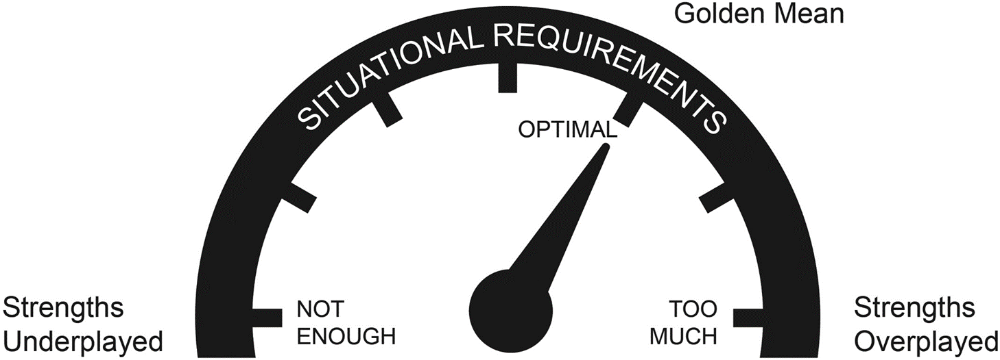 Golden Mean
SITUATIONAL REQUIREMENTS
OPTIMAL
Strengths
Underplayed
NOT
ENOUGH
TOO
MUCH
Strengths
Overplayed